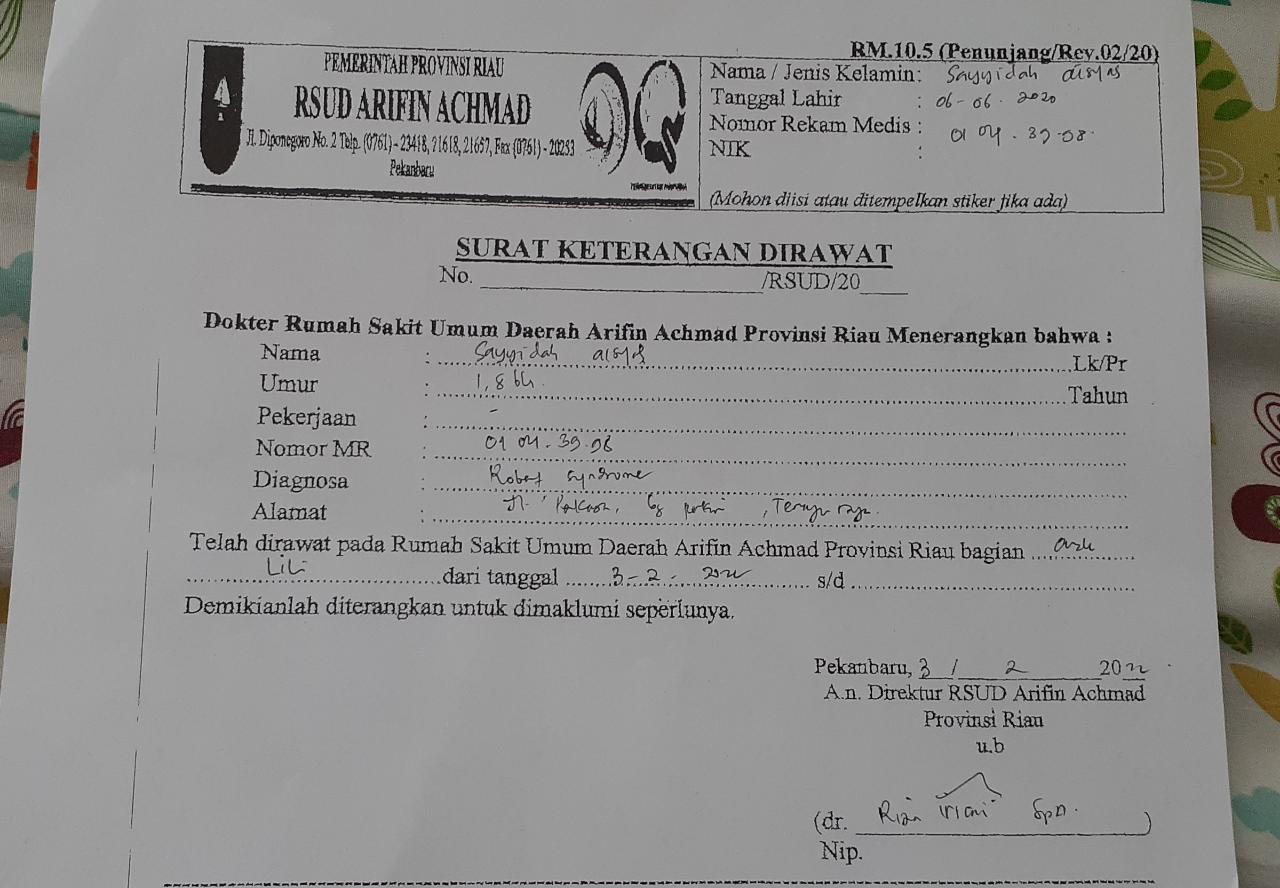 RM.10.5 (Penunjang/Rev.02/20)
PEMERINTAH PROVINSI RIAU
RSUD ARIFIN ACHMAD
Jl. Diponegoro No. 2 Telp. (0761) - 23418, 21618, 21657, Fax (0761) - 20253
Pekanbaru
Nama / Jenis Kelamin : Sayyidah
Tanggal Lahir : 06 - 06 - 2020
Nomor Rekam Medis : 01 04 - 39 - 08
NIK :
(Mohon diisi atau ditempelkan stiker jika ada)
SURAT KETERANGAN DIRAWAT
No. /RSUD/20
Dokter Rumah Sakit Umum Daerah Arifin Achmad Provinsi Riau Menerangkan bahwa :
Nama : Sayyidah Lk/Pr
Umur : 1,8 bh Tahun
Pekerjaan : -
Nomor MR : 01 04 - 39 - 98
Diagnosa : Robert syndrome
Alamat : Jl.
Telah dirawat pada Rumah Sakit Umum Daerah Arifin Achmad Provinsi Riau bagian
Lili dari tanggal 3 - 2 - 2022 s/d
Demikianlah diterangkan untuk dimaklumi seperlunya.
Pekanbaru, 3 / 2 2022
A.n. Direktur RSUD Arifin Achmad
Provinsi Riau
u.b
(dr. )
Nip.